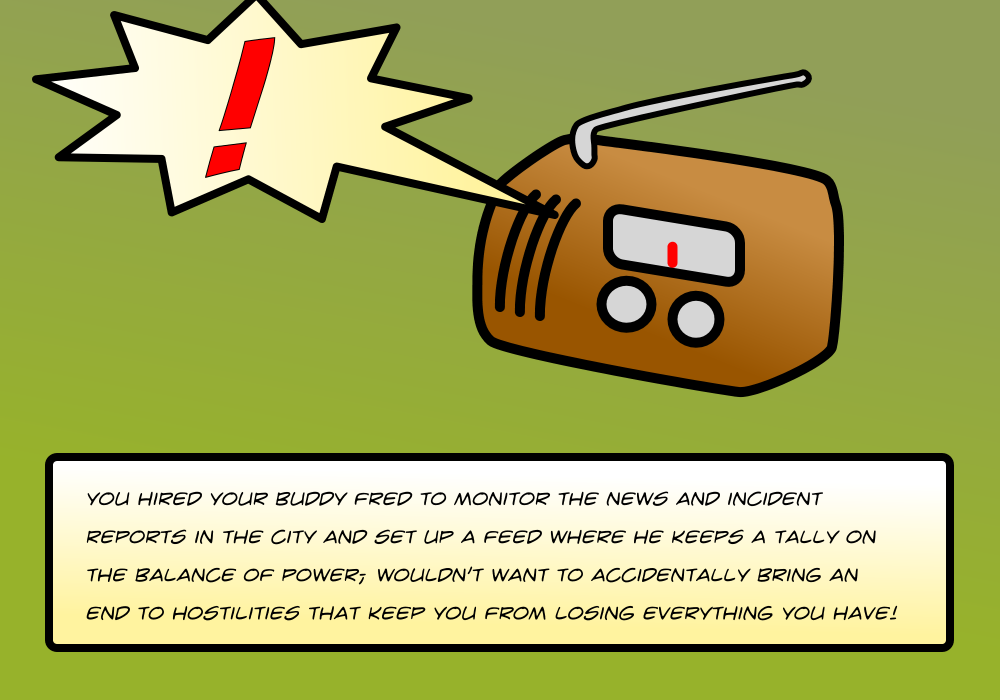 !
YOU HIRED YOUR BUDDY FRED TO MONITOR THE NEWS AND INCIDENT
REPORTS IN THE CITY AND SET UP A FEED WHERE HE KEEPS A TALLY ON
THE BALANCE OF POWER; WOULDN'T WANT TO ACCIDENTALLY BRING AN
END TO HOSTILITIES THAT KEEP YOU FROM LOSING EVERYTHING YOU HAVE!